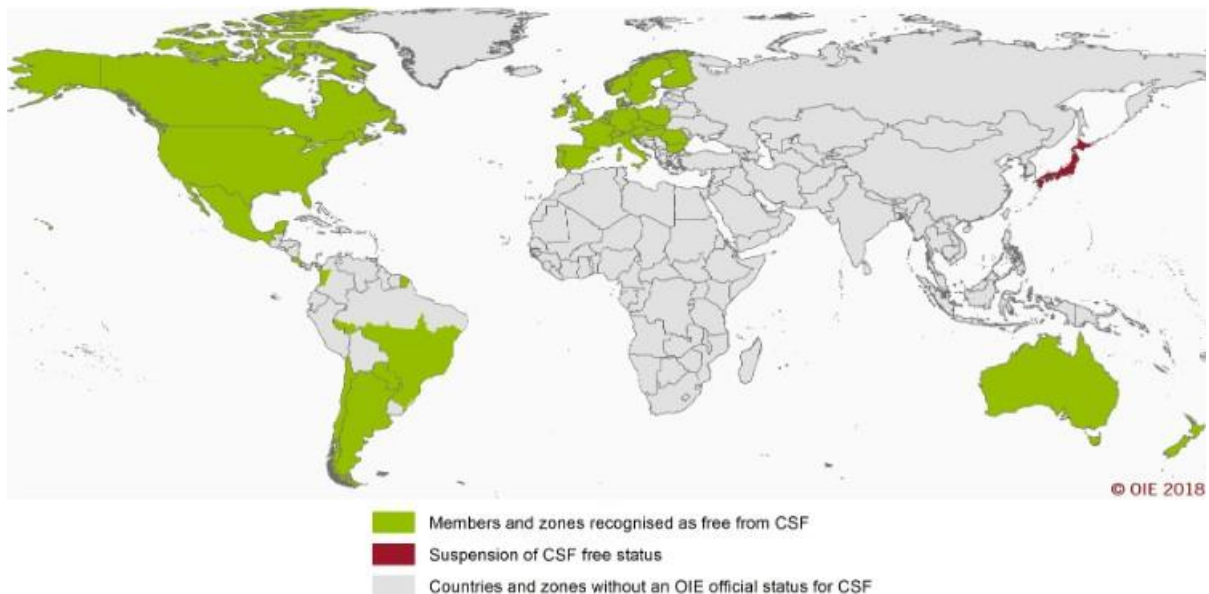 © OIE 2018
Members and zones recognised as free from CSF
Suspension of CSF free status
Countries and zones without an OIE official status for CSF